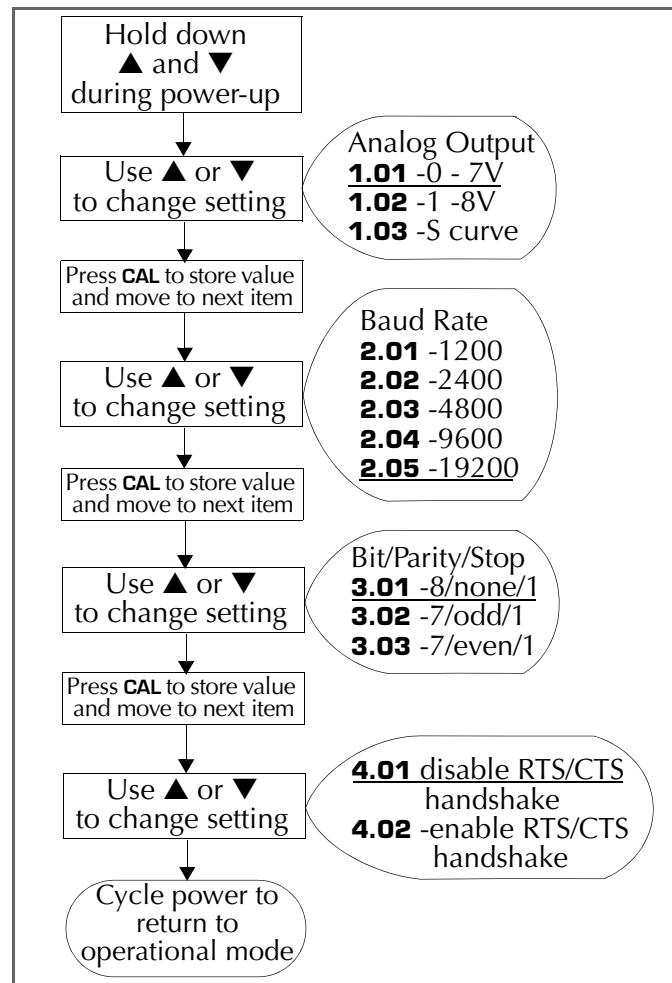 Hold down
▲ and ▼
during power-up
Use ▲ or ▼
to change setting
Analog Output
1.01 -0 - 7V
1.02 -1 -8V
1.03 -S curve
Press CAL to store value
and move to next item
Use ▲ or ▼
to change setting
Baud Rate
2.01 -1200
2.02 -2400
2.03 -4800
2.04 -9600
2.05 -19200
Press CAL to store value
and move to next item
Use ▲ or ▼
to change setting
Bit/Parity/Stop
3.01 -8/none/1
3.02 -7/odd/1
3.03 -7/even/1
Press CAL to store value
and move to next item
Use ▲ or ▼
to change setting
4.01 disable RTS/CTS
handshake
4.02 -enable RTS/CTS
handshake
Cycle power to
return to
operational mode